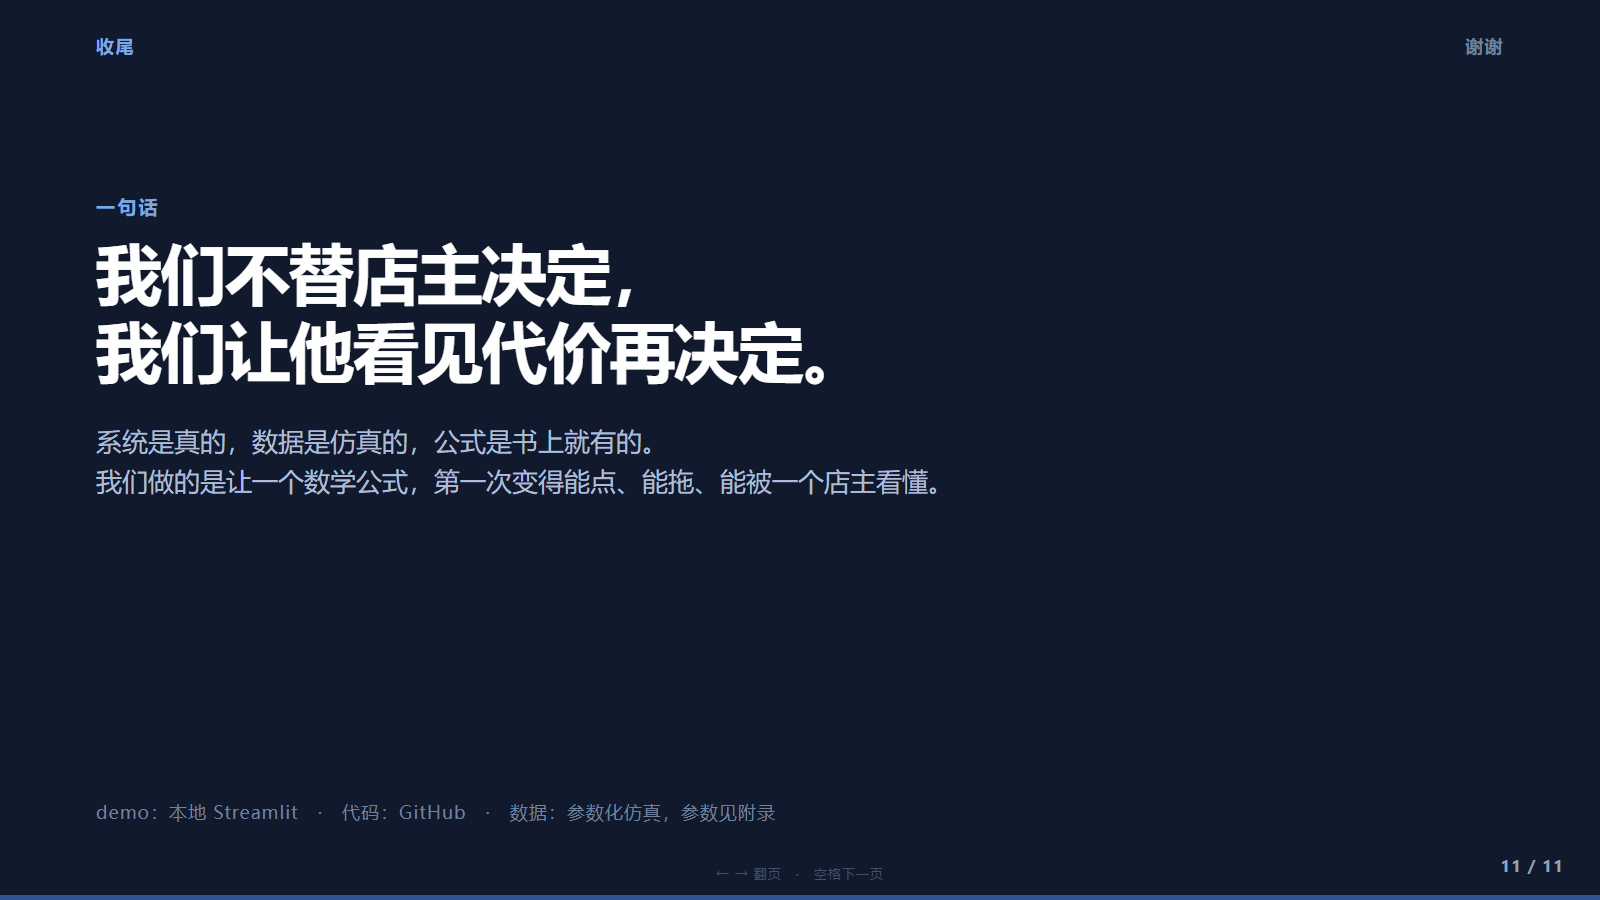 收尾
谢谢
一句话
我们不替店主决定，
我们让他看见代价再决定。
系统是真的，数据是仿真的，公式是书上就有的。
我们做的是让一个数学公式，第一次变得能点、能拖、能被一个店主看懂。
demo：本地 Streamlit · 代码：GitHub · 数据：参数化仿真，参数见附录
← → 翻页 · 空格下一页
11 / 11